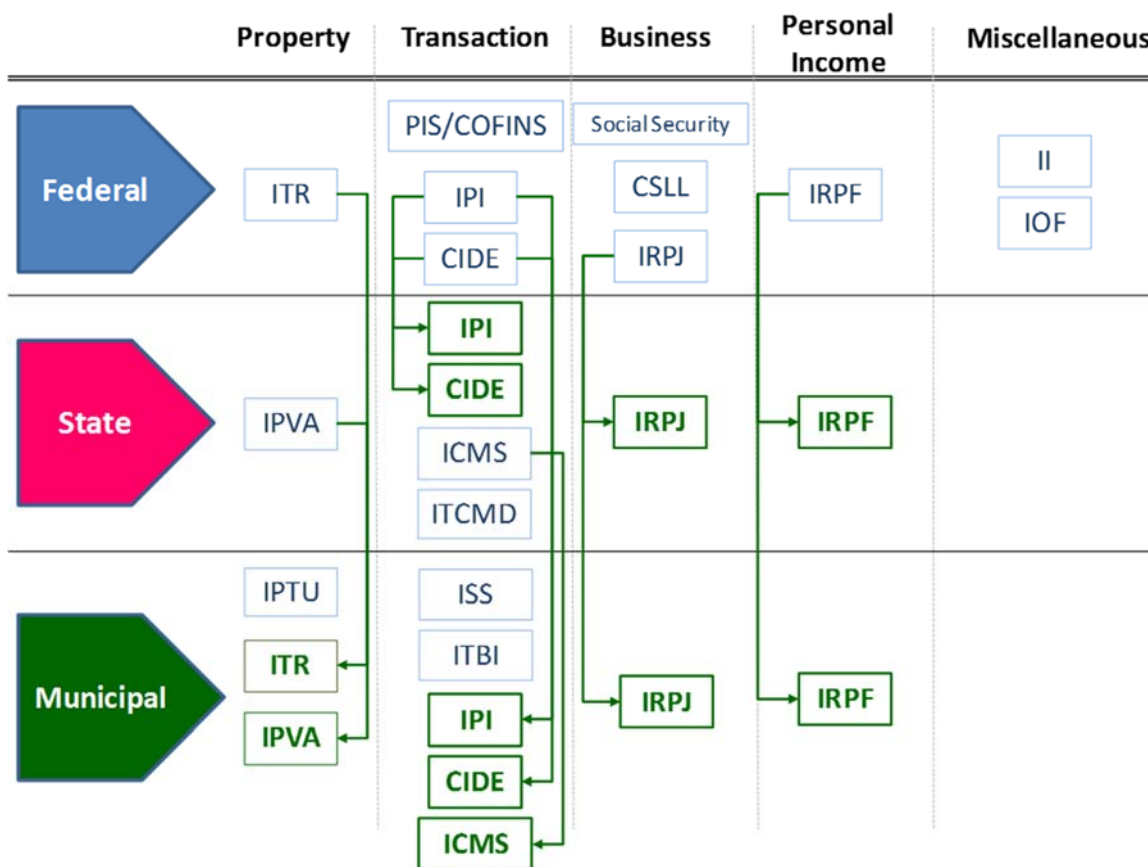 Property Transaction Business Personal Income Miscellaneous
Federal
ITR
PIS/COFINS
IPI
CIDE
Social Security
CSLL
IRPJ
IRPF
II
IOF
State
IPVA
IPI
CIDE
ICMS
ITCMD
IRPJ
IRPF
Municipal
IPTU
ITR
IPVA
ISS
ITBI
IPI
CIDE
ICMS
IRPJ
IRPF